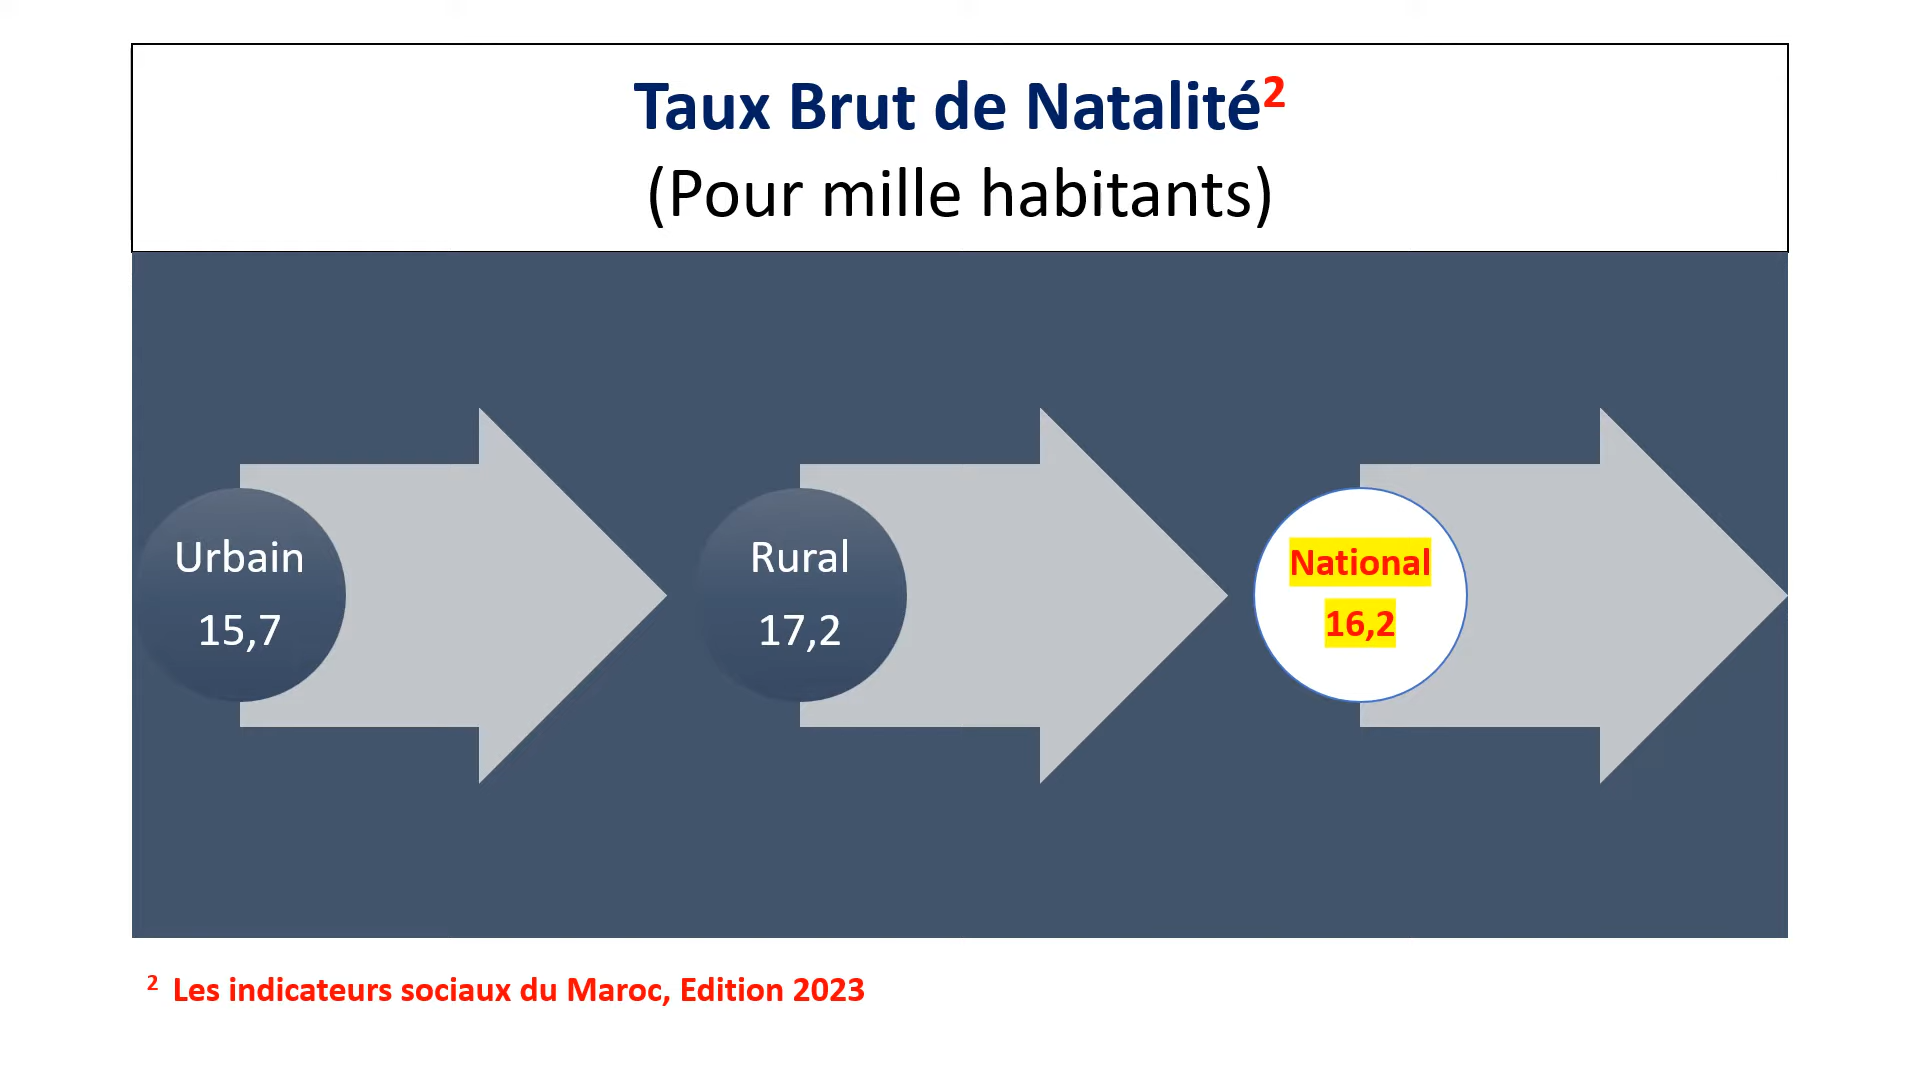 Taux Brut de Natalité²
(Pour mille habitants)
Urbain
15,7
Rural
17,2
National
16,2
² Les indicateurs sociaux du Maroc, Edition 2023